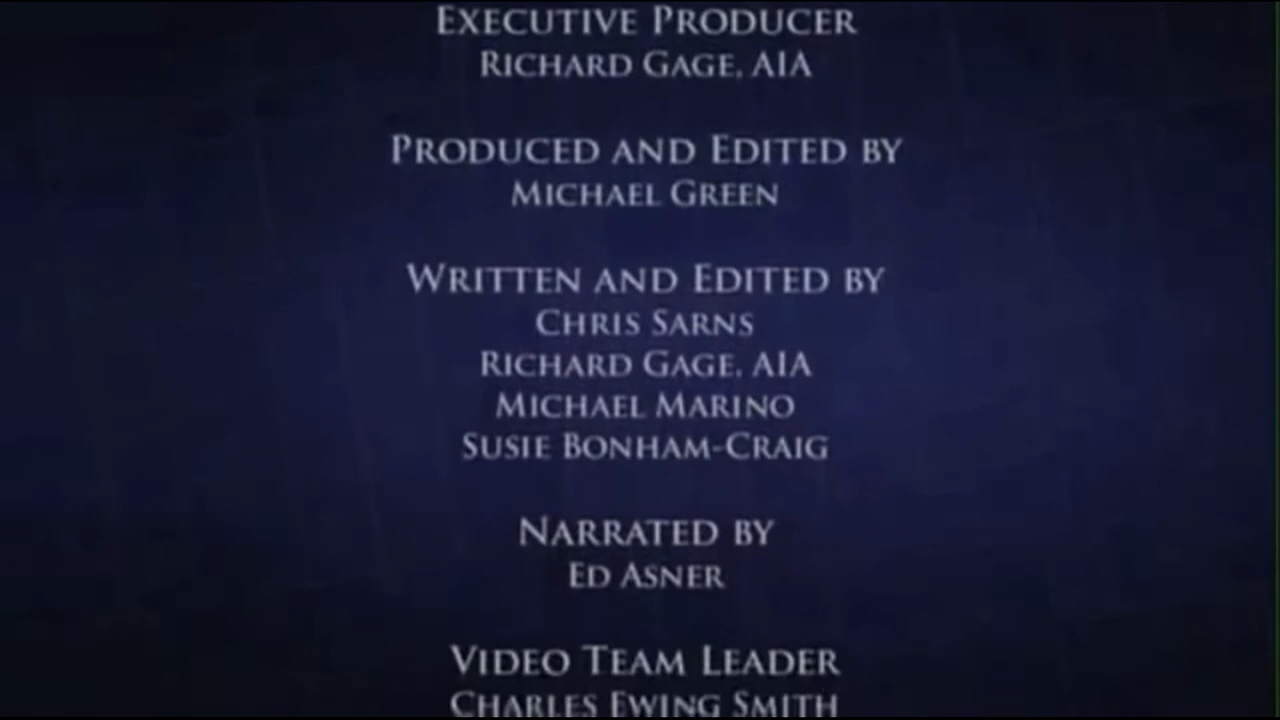 EXECUTIVE PRODUCER
RICHARD GAGE, AIA
PRODUCED AND EDITED BY
MICHAEL GREEN
WRITTEN AND EDITED BY
CHRIS SARNS
RICHARD GAGE, AIA
MICHAEL MARINO
SUSIE BONHAM-CRAIG
NARRATED BY
ED ASNER
VIDEO TEAM LEADER
CHARLES EWING SMITH